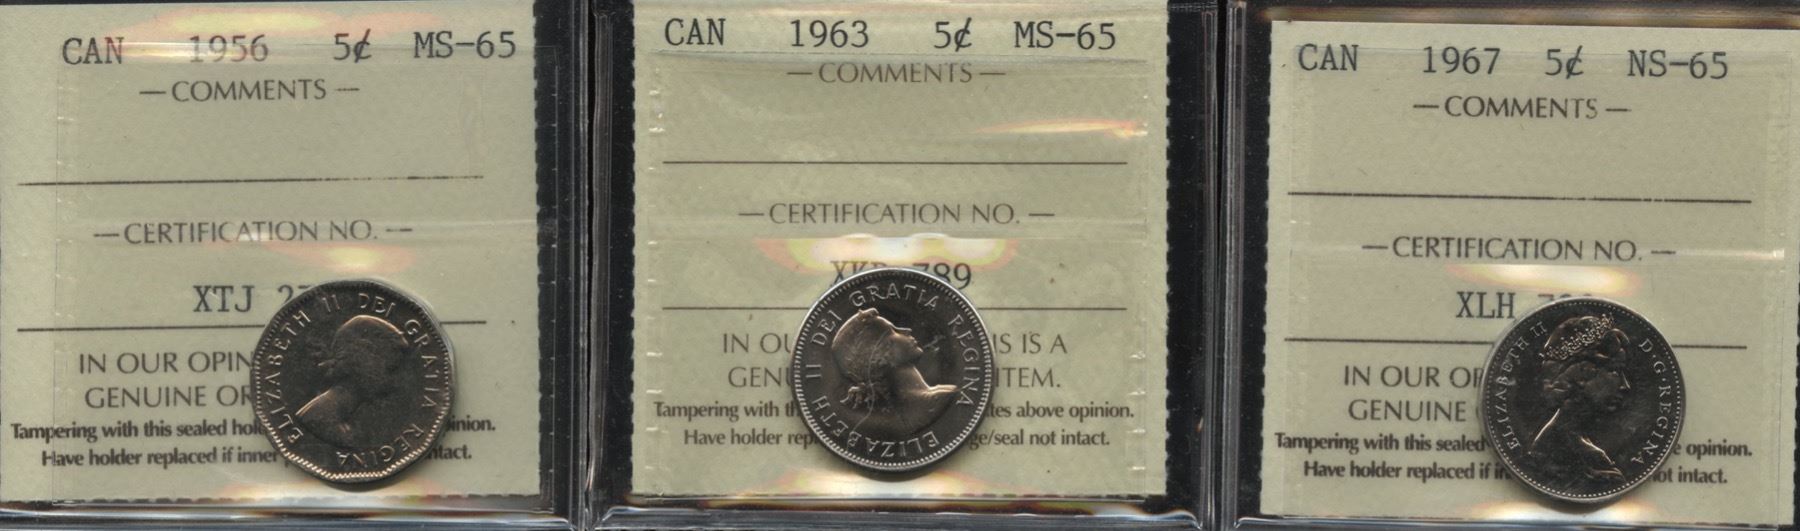 CAN 1956 5¢ MS-65
— COMMENTS —
— CERTIFICATION NO. —
XTJ
IN OUR OPIN
GENUINE OR
Tampering with this sealed hol inion.
Have holder replaced if inner ntact.
ELIZABETH II DEI GRATIA REGINA
CAN 1963 5¢ MS-65
— COMMENTS —
— CERTIFICATION NO. —
789
IN OU IS IS A
GENU ITEM.
Tampering with th tes above opinion.
Have holder rep ge/seal not intact.
ELIZABETH II DEI GRATIA REGINA
CAN 1967 5¢ NS-65
— COMMENTS —
— CERTIFICATION NO. —
XLH
IN OUR OP
GENUINE
Tampering with this sealed e opinion.
Have holder replaced if in ot intact.
ELIZABETH II D·G·REGINA